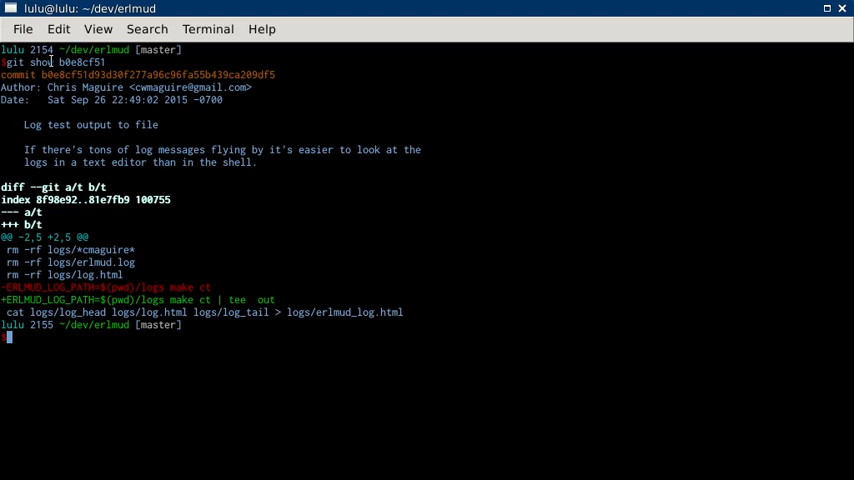 lulu@lulu: ~/dev/erlmud
File Edit View Search Terminal Help
lulu 2154 ~/dev/erlmud [master]
$git show b0e8cf51
commit b0e8cf51d93d30f277a96c96fa55b439ca209df5
Author: Chris Maguire <cwmaguire@gmail.com>
Date:   Sat Sep 26 22:49:02 2015 -0700
    Log test output to file
    If there's tons of log messages flying by it's easier to look at the
    logs in a text editor than in the shell.
diff --git a/t b/t
index 8f98e92..81e7fb9 100755
--- a/t
+++ b/t
@@ -2,5 +2,5 @@
 rm -rf logs/*cmaguire*
 rm -rf logs/erlmud.log
 rm -rf logs/log.html
-ERLMUD_LOG_PATH=$(pwd)/logs make ct
+ERLMUD_LOG_PATH=$(pwd)/logs make ct | tee  out
 cat logs/log_head logs/log.html logs/log_tail > logs/erlmud_log.html
lulu 2155 ~/dev/erlmud [master]
$